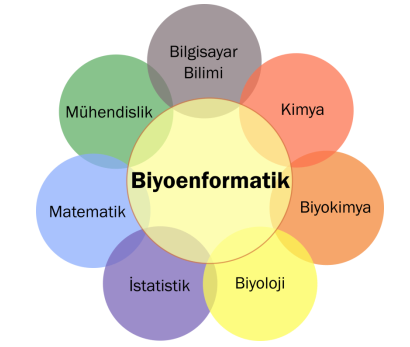 Bilgisayar
Bilimi
Mühendislik
Kimya
Biyoenformatik
Matematik
Biyokimya
İstatistik
Biyoloji